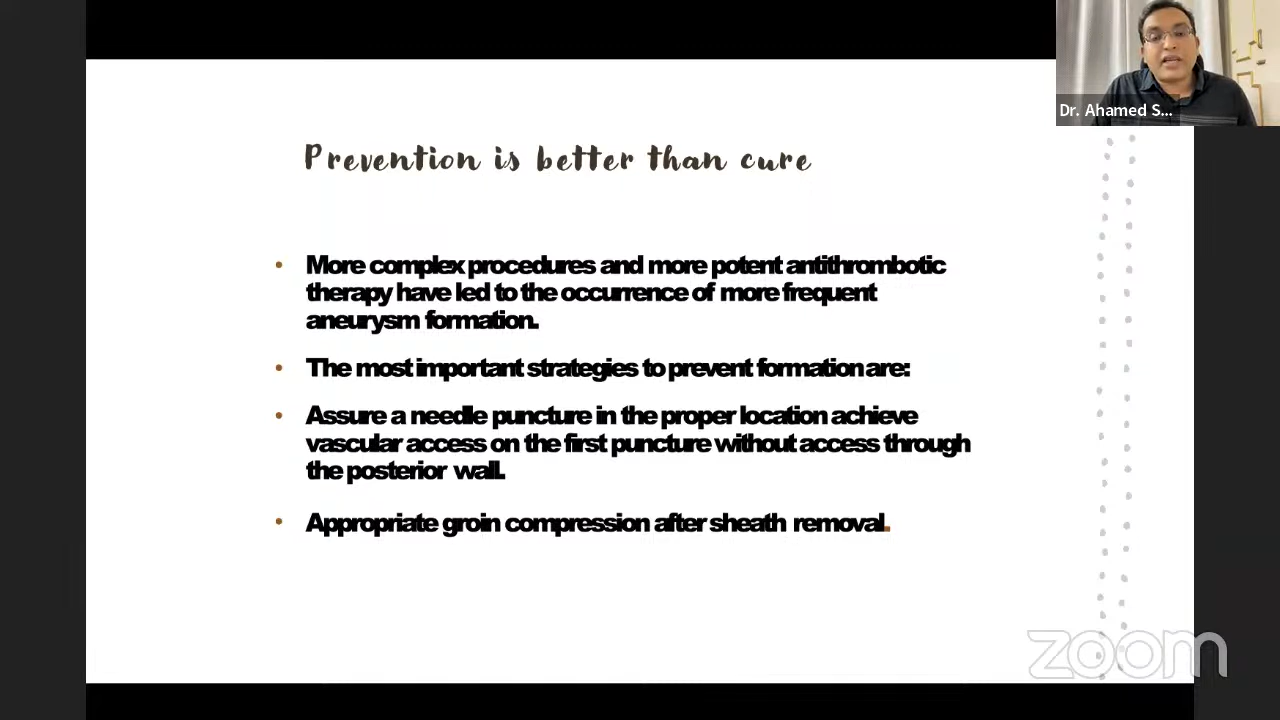 Dr. Ahamed S...
Prevention is better than cure
• More complex procedures and more potent antithrombotic
therapy have led to the occurrence of more frequent
aneurysm formation.
• The most important strategies to prevent formation are:
• Assure a needle puncture in the proper location achieve
vascular access on the first puncture without access through
the posterior wall.
• Appropriate groin compression after sheath removal.
zoom